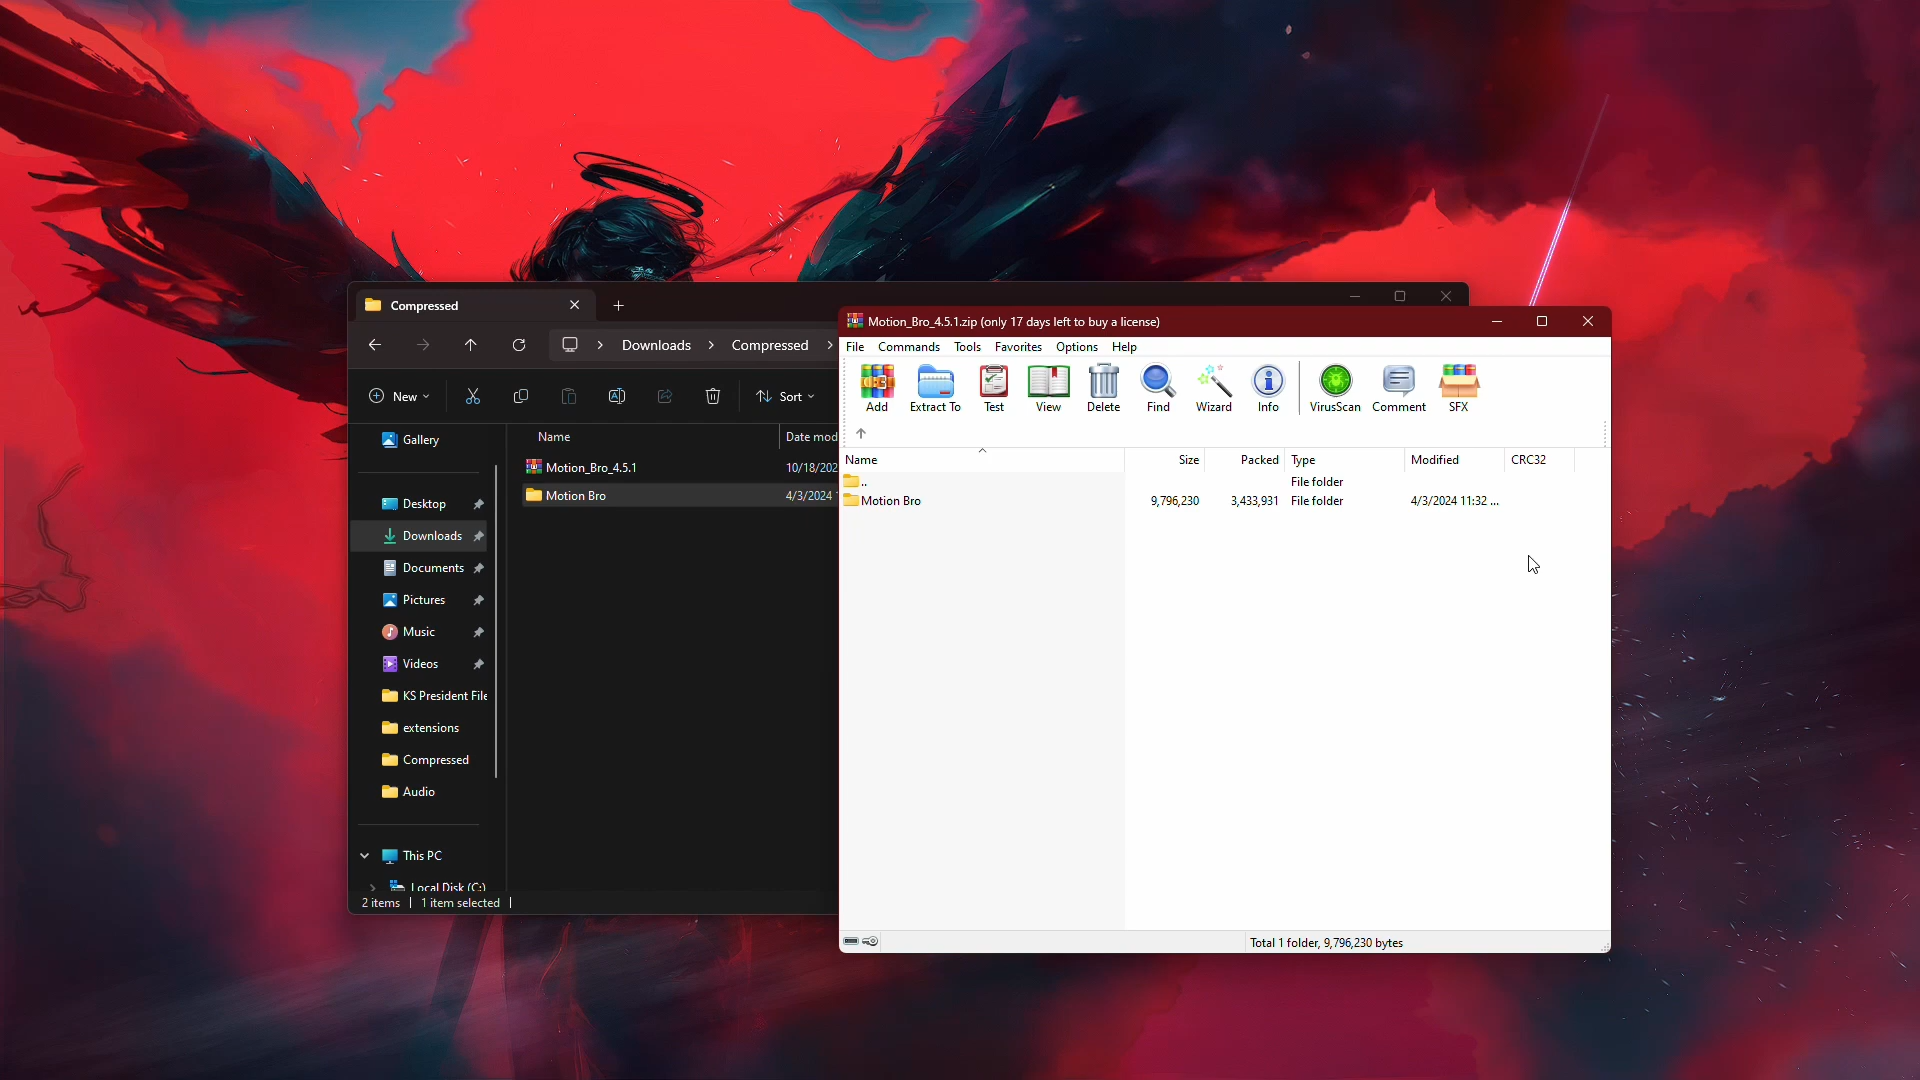 Compressed
Downloads > Compressed >
New
Sort
Gallery
Desktop
Downloads
Documents
Pictures
Music
Videos
KS President File
extensions
Compressed
Audio
This PC
Local Disk (C:)
Name Date mod
Motion_Bro_4.5.1 10/18/202
Motion Bro 4/3/2024
2 items | 1 item selected |
Motion_Bro_4.5.1.zip (only 17 days left to buy a license)
File Commands Tools Favorites Options Help
Add Extract To Test View Delete Find Wizard Info VirusScan Comment SFX
Name Size Packed Type Modified CRC32
.. File folder
Motion Bro 9,796,230 3,433,931 File folder 4/3/2024 11:32 ...
Total 1 folder, 9,796,230 bytes